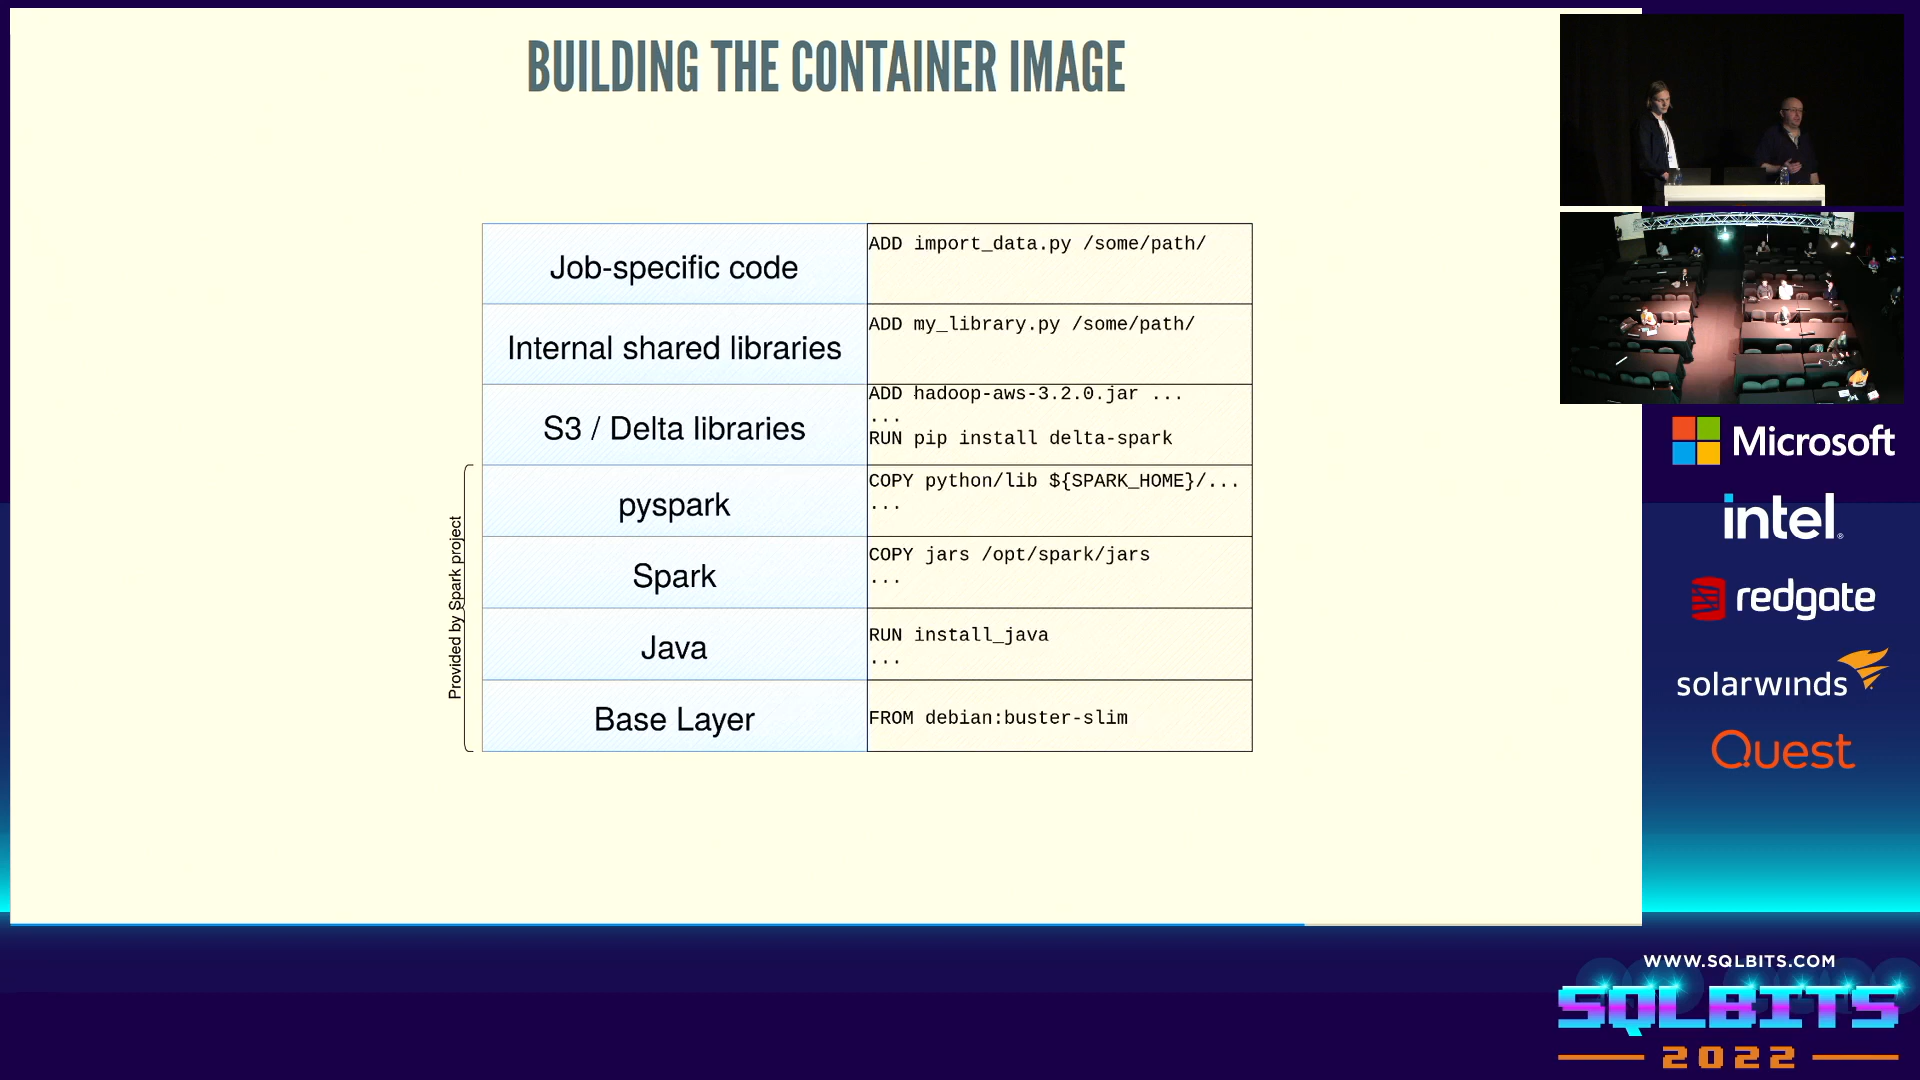 BUILDING THE CONTAINER IMAGE
Job-specific code
ADD import_data.py /some/path/
Internal shared libraries
ADD my_library.py /some/path/
S3 / Delta libraries
ADD hadoop-aws-3.2.0.jar ...
...
RUN pip install delta-spark
pyspark
COPY python/lib ${SPARK_HOME}/...
...
Spark
COPY jars /opt/spark/jars
...
Java
RUN install_java
...
Base Layer
FROM debian:buster-slim
Provided by Spark project
Microsoft
intel.
redgate
solarwinds
Quest
WWW.SQLBITS.COM
SQLBITS
2022